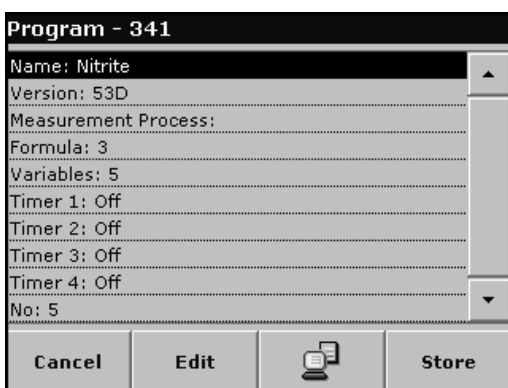 Program - 341
Name: Nitrite
Version: 53D
Measurement Process:
Formula: 3
Variables: 5
Timer 1: Off
Timer 2: Off
Timer 3: Off
Timer 4: Off
No: 5
Cancel Edit Store